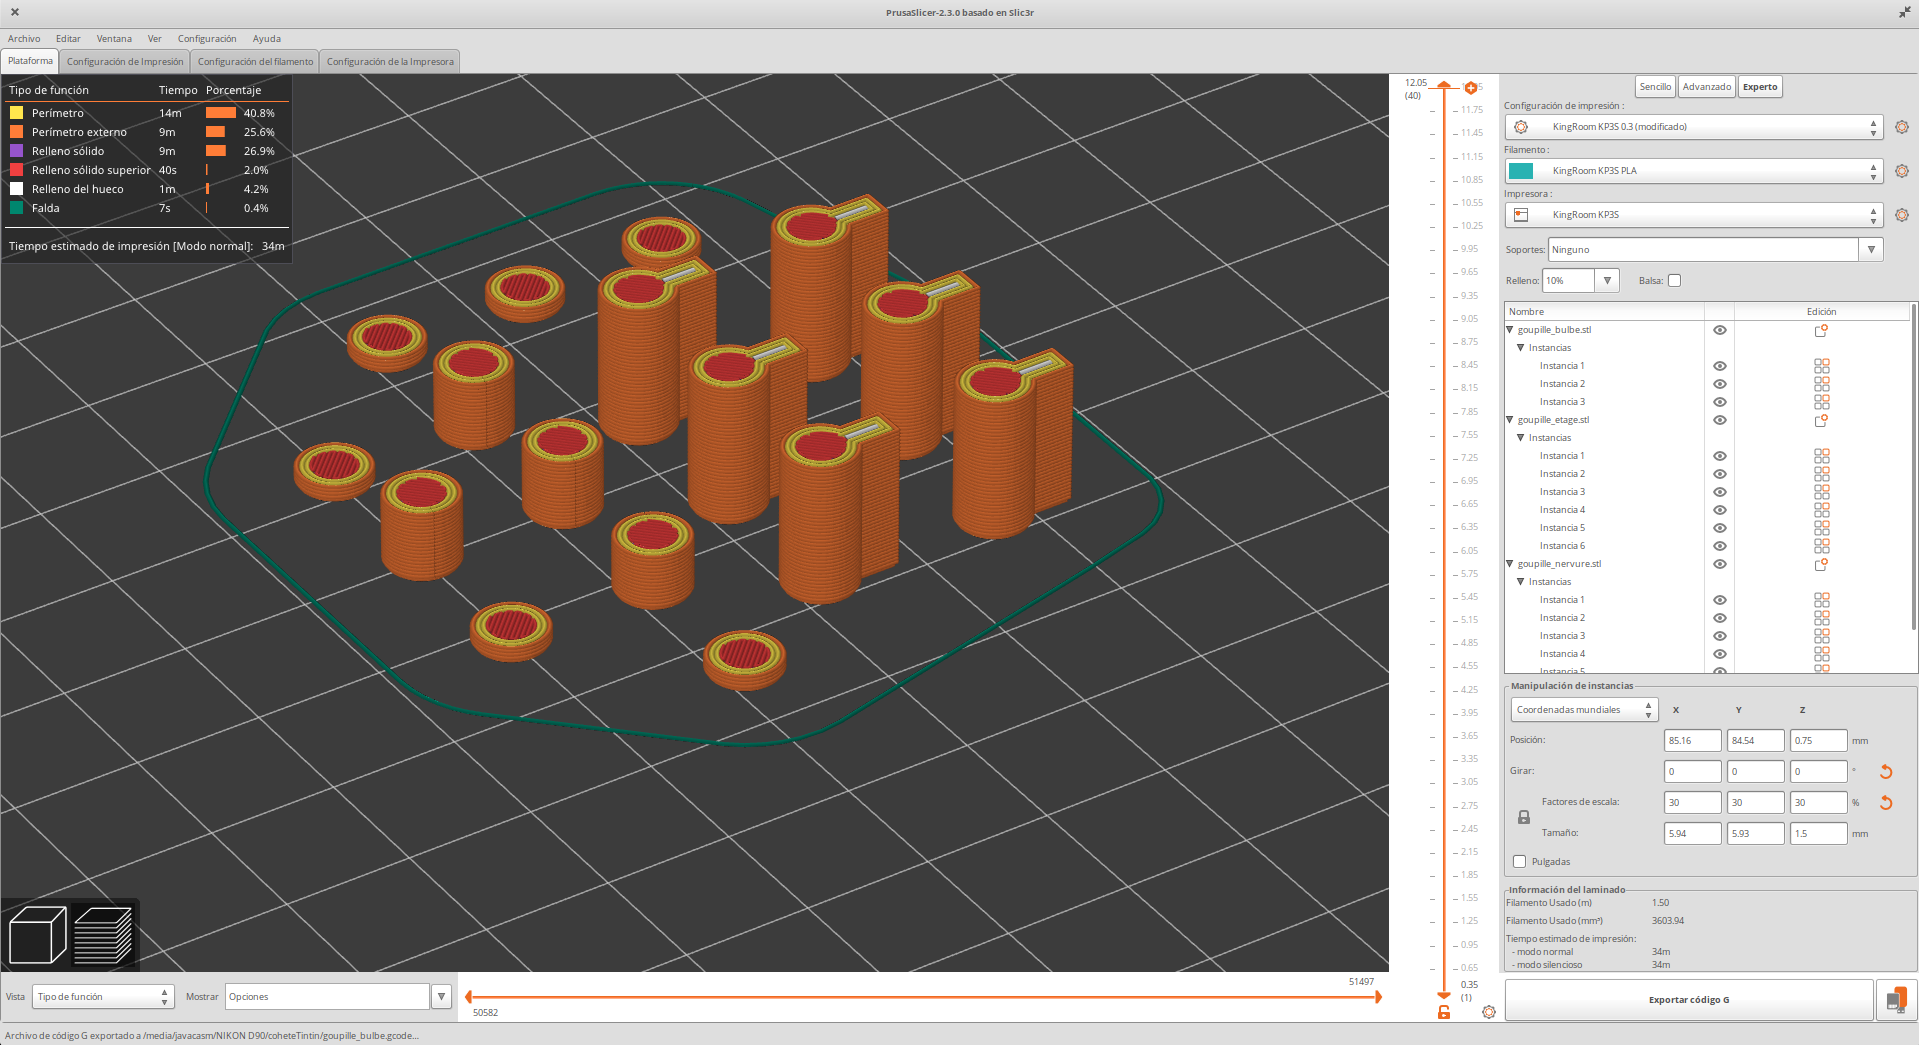 PrusaSlicer-2.3.0 basado en Slic3r
Archivo Editar Ventana Ver Configuración Ayuda
Plataforma Configuración de Impresión Configuración del filamento Configuración de la Impresora
Tipo de función Tiempo Porcentaje
Perímetro 14m 40.8%
Perímetro externo 9m 25.6%
Relleno sólido 9m 26.9%
Relleno sólido superior 40s 2.0%
Relleno del hueco 1m 4.2%
Falda 7s 0.4%
Tiempo estimado de impresión [Modo normal]: 34m
12.05
(40)
11.75
11.45
11.15
10.85
10.55
10.25
9.95
9.65
9.35
9.05
8.75
8.45
8.15
7.85
7.55
7.25
6.95
6.65
6.35
6.05
5.75
5.45
5.15
4.85
4.55
4.25
3.95
3.65
3.35
3.05
2.75
2.45
2.15
1.85
1.55
1.25
0.95
0.65
0.35
(1)
Sencillo Avanzado Experto
Configuración de impresión :
KingRoom KP3S 0.3 (modificado)
Filamento :
KingRoom KP3S PLA
Impresora :
KingRoom KP3S
Soportes: Ninguno
Relleno: 10% Balsa:
Nombre Edición
goupille_bulbe.stl
Instancias
Instancia 1
Instancia 2
Instancia 3
goupille_etage.stl
Instancias
Instancia 1
Instancia 2
Instancia 3
Instancia 4
Instancia 5
Instancia 6
goupille_nervure.stl
Instancias
Instancia 1
Instancia 2
Instancia 3
Instancia 4
Instancia 5
Manipulación de instancias
Coordenadas mundiales X Y Z
Posición: 85.16 84.54 0.75 mm
Girar: 0 0 0 °
Factores de escala: 30 30 30 %
Tamaño: 5.94 5.93 1.5 mm
Pulgadas
Información del laminado
Filamento Usado (m) 1.50
Filamento Usado (mm³) 3603.94
Tiempo estimado de impresión:
- modo normal 34m
- modo silencioso 34m
Exportar código G
Vista Tipo de función Mostrar Opciones
51497
50582
Archivo de código G exportado a /media/javacasm/NIKON D90/coheteTintin/goupille_bulbe.gcode...